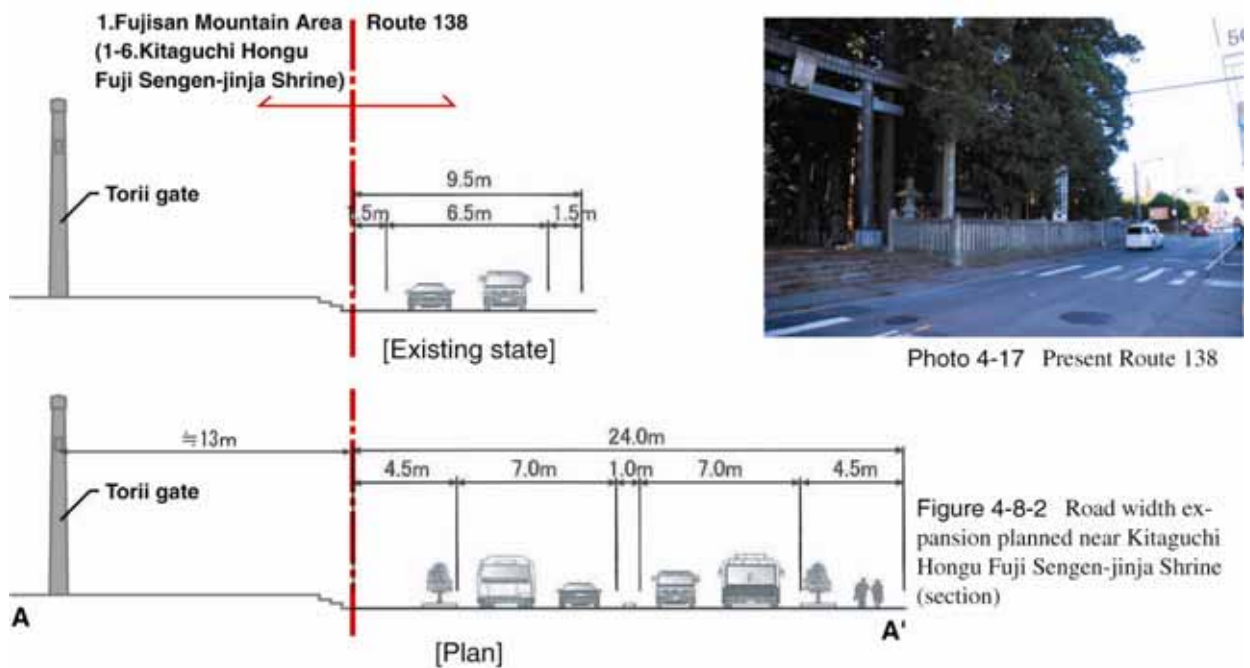 1.Fujisan Mountain Area
(1-6.Kitaguchi Hongu
Fuji Sengen-jinja Shrine)
Route 138
Torii gate
9.5m
6.5m
1.5m
[Existing state]
Photo 4-17 Present Route 138
≒13m
24.0m
4.5m
7.0m
1.0m
7.0m
4.5m
Torii gate
Figure 4-8-2 Road width ex-
pansion planned near Kitaguchi
Hongu Fuji Sengen-jinja Shrine
(section)
A
A'
[Plan]